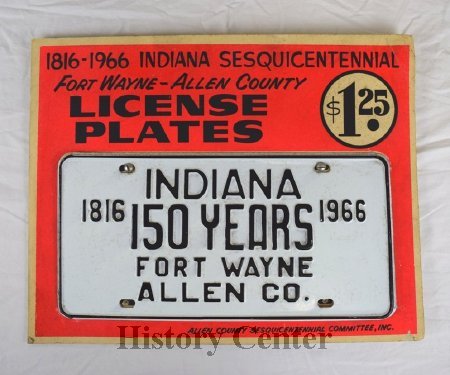 1816-1966 INDIANA SESQUICENTENNIAL
FORT WAYNE-ALLEN COUNTY
LICENSE
PLATES
$1.25
INDIANA
1816 150 YEARS 1966
FORT WAYNE
ALLEN CO.
ALLEN COUNTY SESQUICENTENNIAL COMMITTEE, INC.
History Center